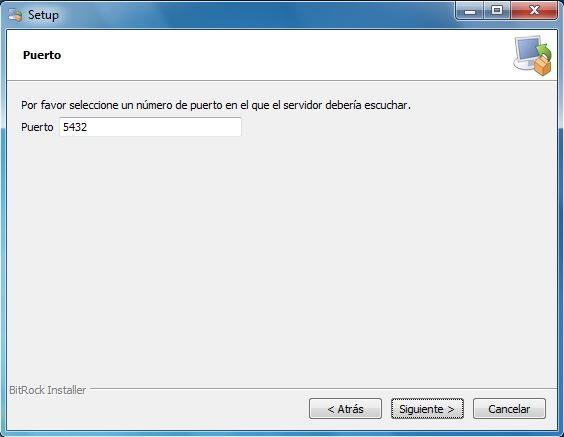 Setup
Puerto
Por favor seleccione un número de puerto en el que el servidor debería escuchar.
Puerto 5432
BitRock Installer
< Atrás Siguiente > Cancelar